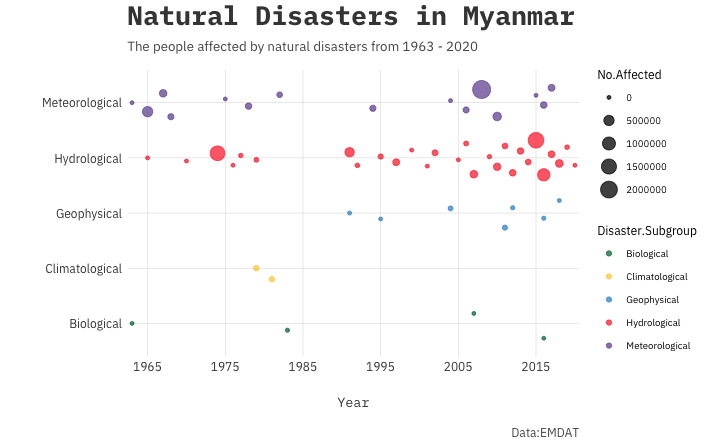 Natural Disasters in Myanmar
The people affected by natural disasters from 1963 - 2020
Meteorological
Hydrological
Geophysical
Climatological
Biological
1965 1975 1985 1995 2005 2015
Year
No.Affected
0
500000
1000000
1500000
2000000
Disaster.Subgroup
Biological
Climatological
Geophysical
Hydrological
Meteorological
Data:EMDAT